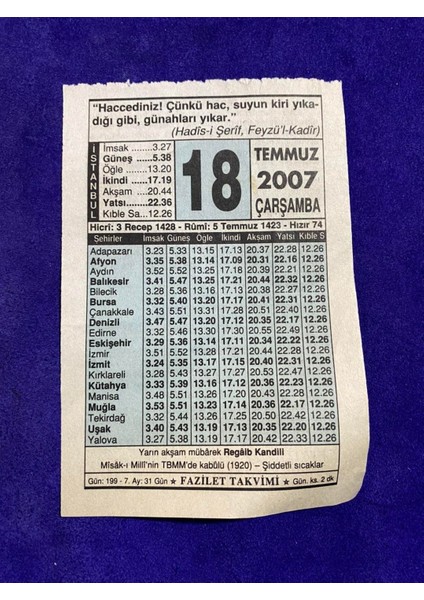 “Haccediniz! Çünkü hac, suyun kiri yıka-
dığı gibi, günahları yıkar.”
(Hadîs-i Şerîf, Feyzü'l-Kadîr)
İSTANBUL
İmsak ........3.27
Güneş ......5.38
Öğle ........13.20
İkindi .....17.19
Akşam ....20.44
Yatsı.......22.36
Kıble Sa...12.26
18
TEMMUZ
2007
ÇARŞAMBA
Hicrî: 3 Recep 1428 - Rûmî: 5 Temmuz 1423 - Hızır 74
Şehirler İmsak Güneş Öğle İkindi Akşam Yatsı Kıble S
Adapazarı 3.23 5.33 13.15 17.13 20.37 22.28 12.26
Afyon 3.35 5.38 13.14 17.09 20.31 22.16 12.26
Aydın 3.52 5.52 13.25 17.18 20.39 22.21 12.26
Balıkesir 3.41 5.47 13.25 17.21 20.44 22.32 12.26
Bilecik 3.28 5.36 13.16 17.13 20.37 22.26 12.26
Bursa 3.32 5.40 13.20 17.17 20.41 22.31 12.26
Çanakkale 3.43 5.51 13.31 17.28 20.51 22.40 12.26
Denizli 3.47 5.47 13.20 17.12 20.35 22.17 12.26
Edirne 3.32 5.46 13.30 17.30 20.55 22.49 12.26
Eskişehir 3.29 5.36 13.14 17.11 20.34 22.22 12.26
İzmir 3.51 5.52 13.28 17.21 20.44 22.28 12.26
İzmit 3.24 5.35 13.17 17.15 20.40 22.31 12.26
Kırklareli 3.28 5.43 13.27 17.27 20.53 22.47 12.26
Kütahya 3.33 5.39 13.16 17.12 20.36 22.23 12.26
Manisa 3.48 5.51 13.26 17.20 20.43 22.28 12.26
Muğla 3.53 5.51 13.23 17.14 20.36 22.17 12.26
Tekirdağ 3.32 5.44 13.26 17.25 20.50 22.42 12.26
Uşak 3.40 5.43 13.19 17.13 20.35 22.20 12.26
Yalova 3.27 5.38 13.19 17.17 20.42 22.33 12.26
Yarın akşam mübârek Regâib Kandili
Mîsâk-ı Millî'nin TBMM'de kabûlü (1920) – Şiddetli sıcaklar
Gün: 199 - 7. Ay: 31 Gün ★ FAZİLET TAKVİMİ ★ Gün. ks. 2 dk